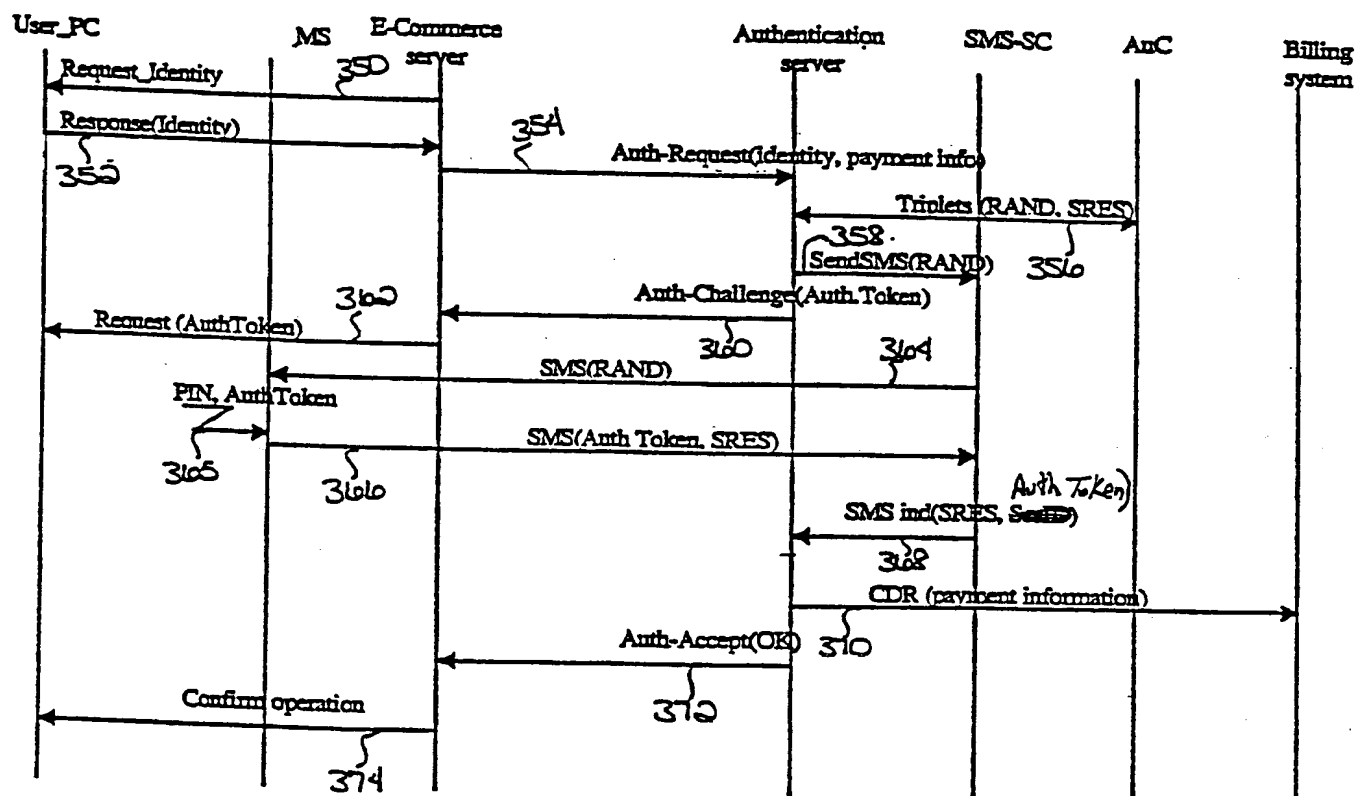 User_PC
MS
E-Commerce
server
Authentication
server
SMS-SC
AuC
Billing
system
Request_Identity
350
Response(Identity)
352
354
Auth-Request(Identity, payment info)
Triplets (RAND, SRES)
356
358
SendSMS(RAND)
Auth-Challenge(Auth.Token)
360
362
Request (AuthToken)
364
SMS(RAND)
PIN, AuthToken
365
SMS(Auth Token, SRES)
366
Auth Token)
SMS ind(SRES,
368
CDR (payment information)
370
Auth-Accept(OK)
372
Confirm operation
374